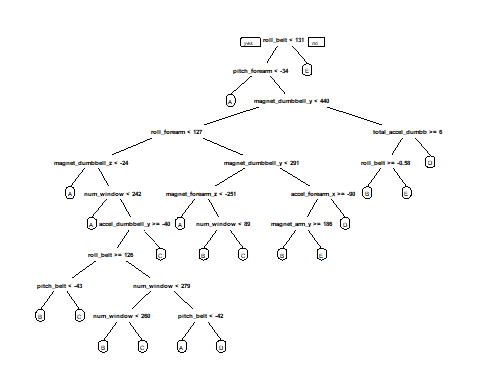 yes roll_belt < 131 no
pitch_forearm < -34 E
A magnet_dumbbell_y < 440
roll_forearm < 127 total_accel_dumbb >= 6
magnet_dumbbell_z < -24 magnet_dumbbell_y < 291 roll_belt >= -0.58 D
A num_window < 242 magnet_forearm_z < -251 accel_forearm_x >= -90 B E
A accel_dumbbell_y >= -40 A num_window < 89 magnet_arm_y >= 186 D
roll_belt >= 126 C B C B E
pitch_belt < -43 num_window < 279
B C num_window < 260 pitch_belt < -42
B C A D